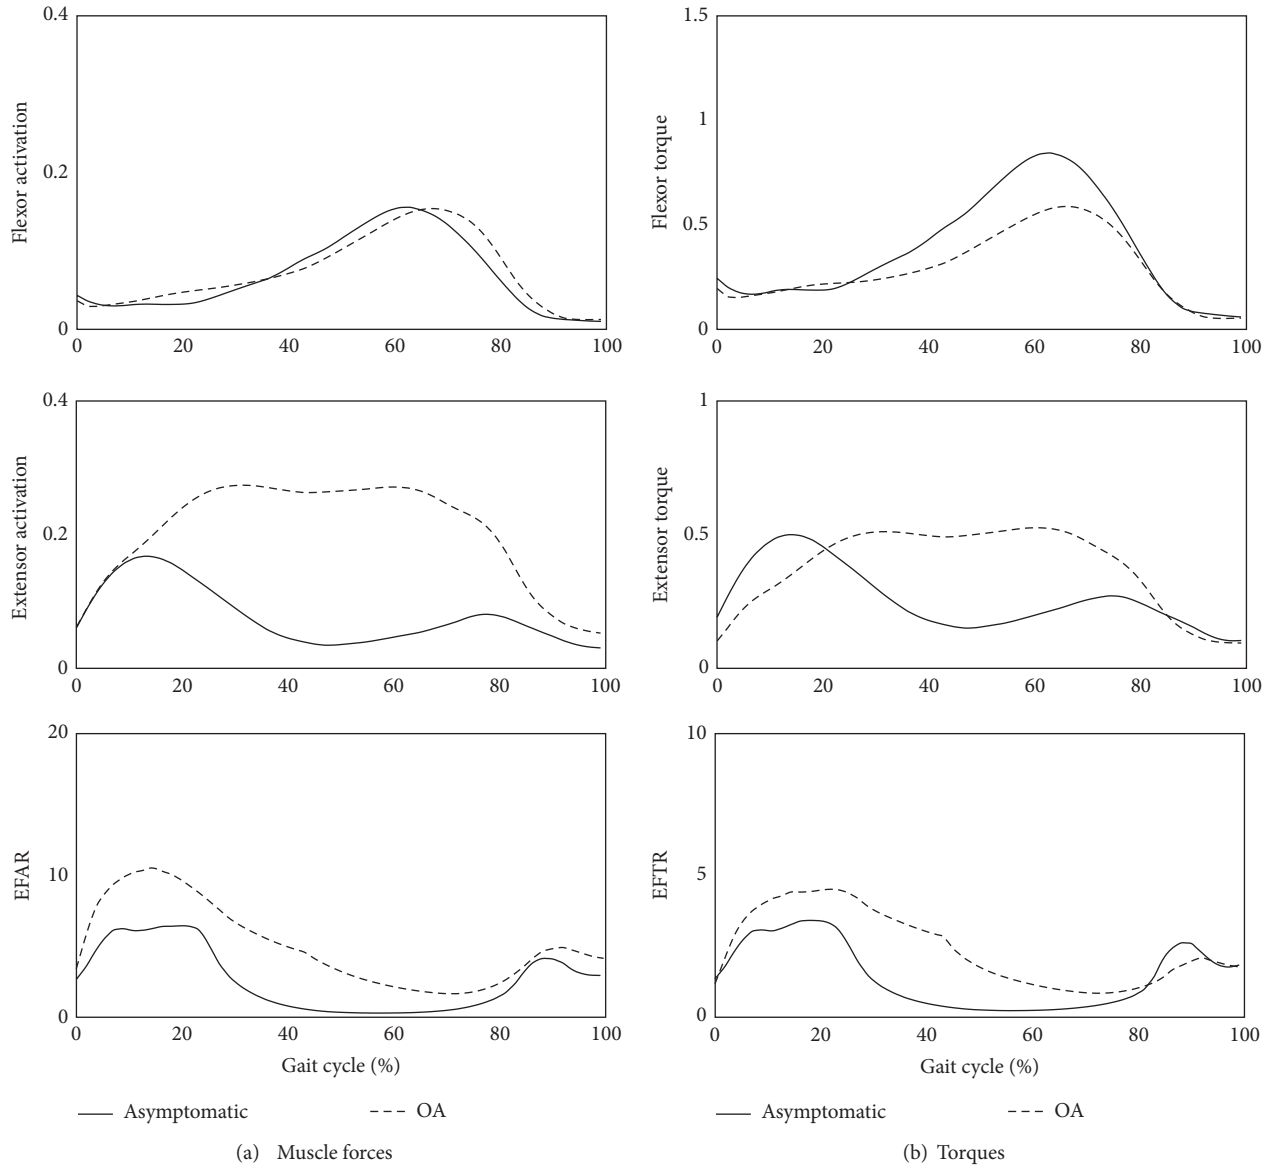 0.4
0.2
0
Flexor activation
0 20 40 60 80 100
1.5
1
0.5
0
Flexor torque
0 20 40 60 80 100
0.4
0.2
0
Extensor activation
0 20 40 60 80 100
1
0.5
0
Extensor torque
0 20 40 60 80 100
20
10
0
EFAR
0 20 40 60 80 100
Gait cycle (%)
10
5
0
EFTR
0 20 40 60 80 100
Gait cycle (%)
Asymptomatic OA
Asymptomatic OA
(a) Muscle forces
(b) Torques